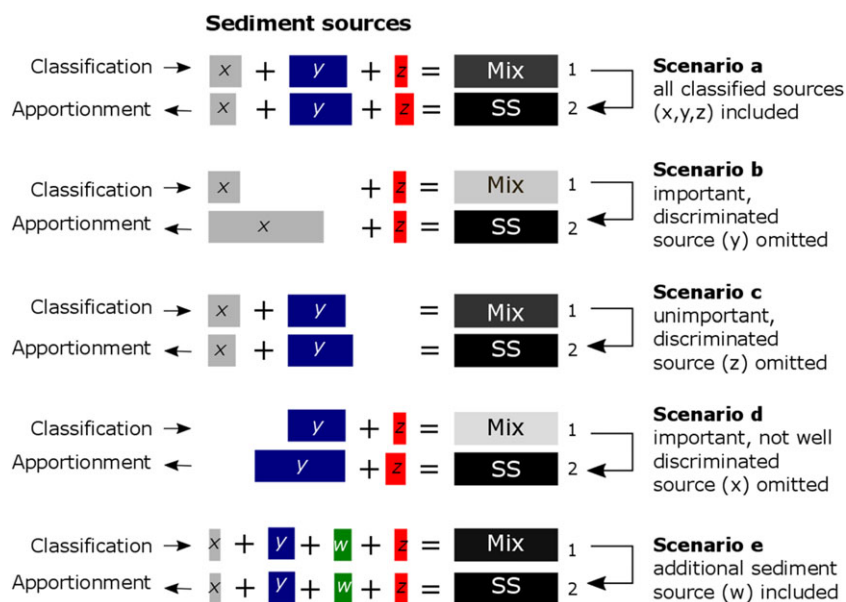 Sediment sources
Classification → x + y + z = Mix 1
Apportionment ← x + y + z = SS 2
Scenario a
all classified sources
(x,y,z) included
Classification → x + z = Mix 1
Apportionment ← x + z = SS 2
Scenario b
important,
discriminated
source (y) omitted
Classification → x + y = Mix 1
Apportionment ← x + y = SS 2
Scenario c
unimportant,
discriminated
source (z) omitted
Classification → y + z = Mix 1
Apportionment ← y + z = SS 2
Scenario d
important, not well
discriminated
source (x) omitted
Classification → x + y + w + z = Mix 1
Apportionment ← x + y + w + z = SS 2
Scenario e
additional sediment
source (w) included